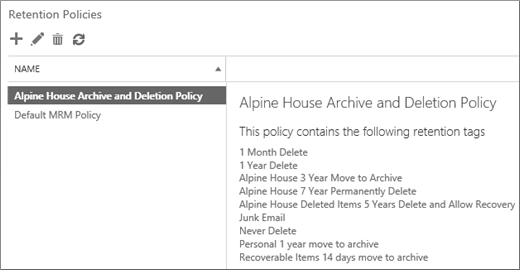 Retention Policies
NAME
Alpine House Archive and Deletion Policy
Default MRM Policy
Alpine House Archive and Deletion Policy
This policy contains the following retention tags
1 Month Delete
1 Year Delete
Alpine House 3 Year Move to Archive
Alpine House 7 Year Permanently Delete
Alpine House Deleted Items 5 Years Delete and Allow Recovery
Junk Email
Never Delete
Personal 1 year move to archive
Recoverable Items 14 days move to archive